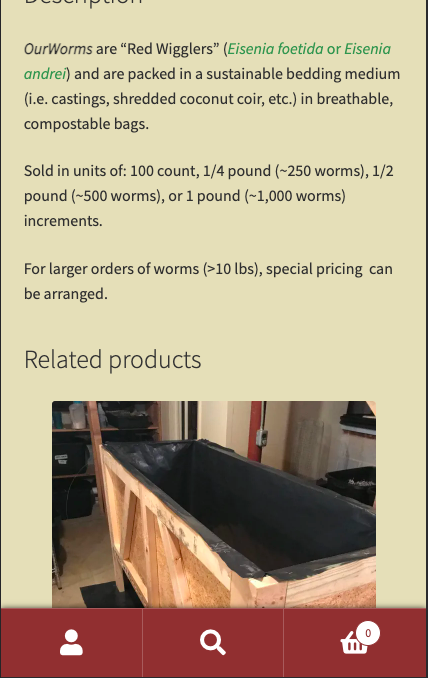 Description
OurWorms are “Red Wigglers” (Eisenia foetida or Eisenia
andrei) and are packed in a sustainable bedding medium
(i.e. castings, shredded coconut coir, etc.) in breathable,
compostable bags.
Sold in units of: 100 count, 1/4 pound (~250 worms), 1/2
pound (~500 worms), or 1 pound (~1,000 worms)
increments.
For larger orders of worms (>10 lbs), special pricing  can
be arranged.
Related products
0